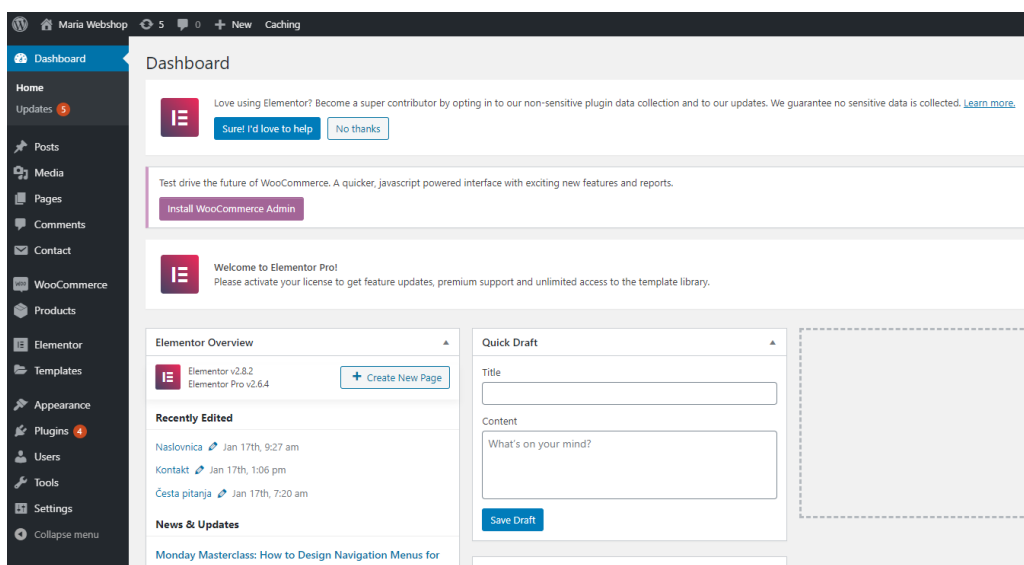 Maria Webshop 5 0 + New Caching
Dashboard
Home
Updates 5
Posts
Media
Pages
Comments
Contact
WooCommerce
Products
Elementor
Templates
Appearance
Plugins 4
Users
Tools
Settings
Collapse menu
Dashboard
Love using Elementor? Become a super contributor by opting in to our non-sensitive plugin data collection and to our updates. We guarantee no sensitive data is collected. Learn more.
Sure! I'd love to help No thanks
Test drive the future of WooCommerce. A quicker, javascript powered interface with exciting new features and reports.
Install WooCommerce Admin
Welcome to Elementor Pro!
Please activate your license to get feature updates, premium support and unlimited access to the template library.
Elementor Overview
Elementor v2.8.2
Elementor Pro v2.6.4
+ Create New Page
Recently Edited
Naslovnica Jan 17th, 9:27 am
Kontakt Jan 17th, 1:06 pm
Česta pitanja Jan 17th, 7:20 am
News & Updates
Monday Masterclass: How to Design Navigation Menus for
Quick Draft
Title
Content
What's on your mind?
Save Draft